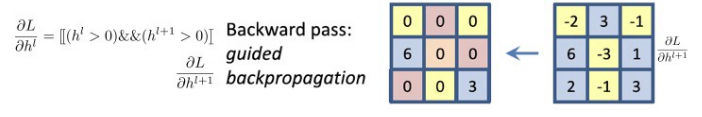 ∂L/∂h^l = ⟦(h^l > 0)&&(h^{l+1} > 0)⟦ ∂L/∂h^{l+1}
Backward pass:
guided
backpropagation
0 0 0
6 0 0
0 0 3
-2 3 -1
6 -3 1
2 -1 3
∂L/∂h^{l+1}